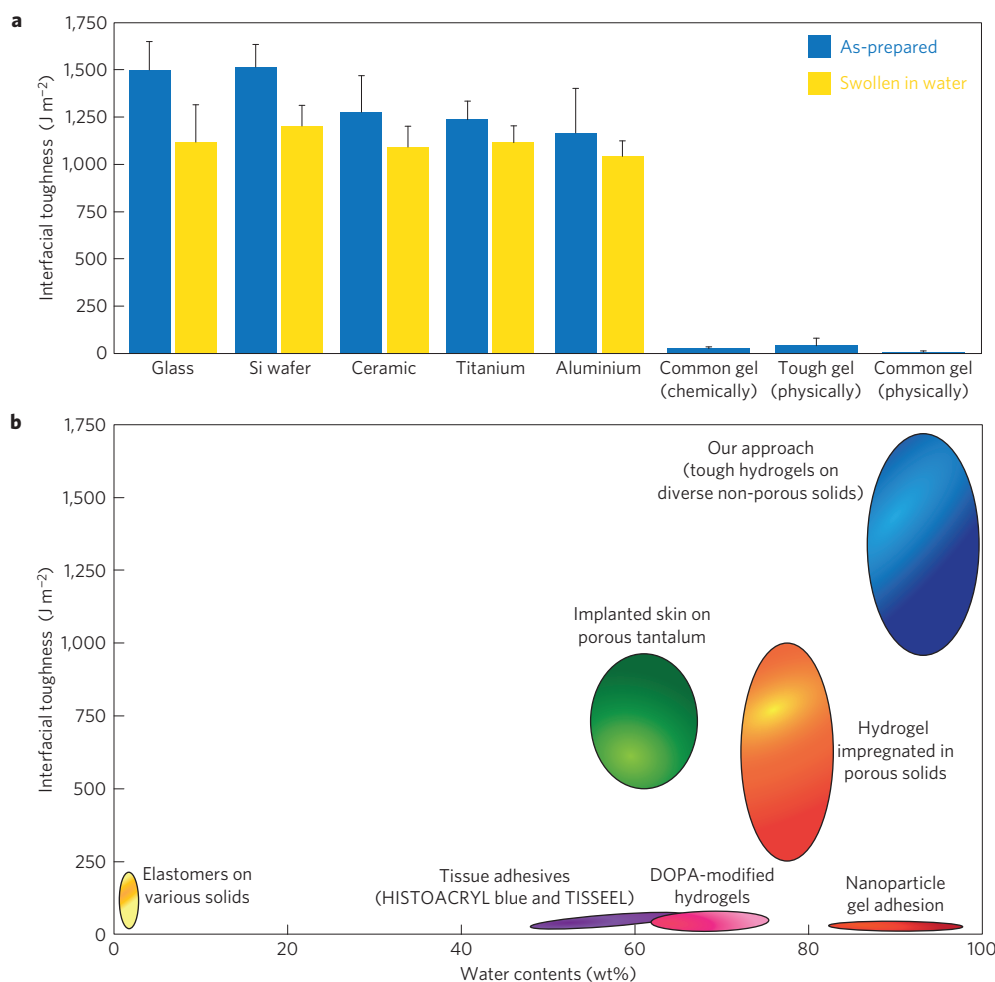 a
1,750
1,500
1,250
1,000
750
500
250
0
Interfacial toughness (J m−2)
As-prepared
Swollen in water
Glass
Si wafer
Ceramic
Titanium
Aluminium
Common gel
(chemically)
Tough gel
(physically)
Common gel
(physically)
b
1,750
1,500
1,250
1,000
750
500
250
0
Interfacial toughness (J m−2)
Our approach
(tough hydrogels on
diverse non-porous solids)
Implanted skin on
porous tantalum
Hydrogel
impregnated in
porous solids
Elastomers on
various solids
Tissue adhesives
(HISTOACRYL blue and TISSEEL)
DOPA-modified
hydrogels
Nanoparticle
gel adhesion
0
20
40
60
80
100
Water contents (wt%)